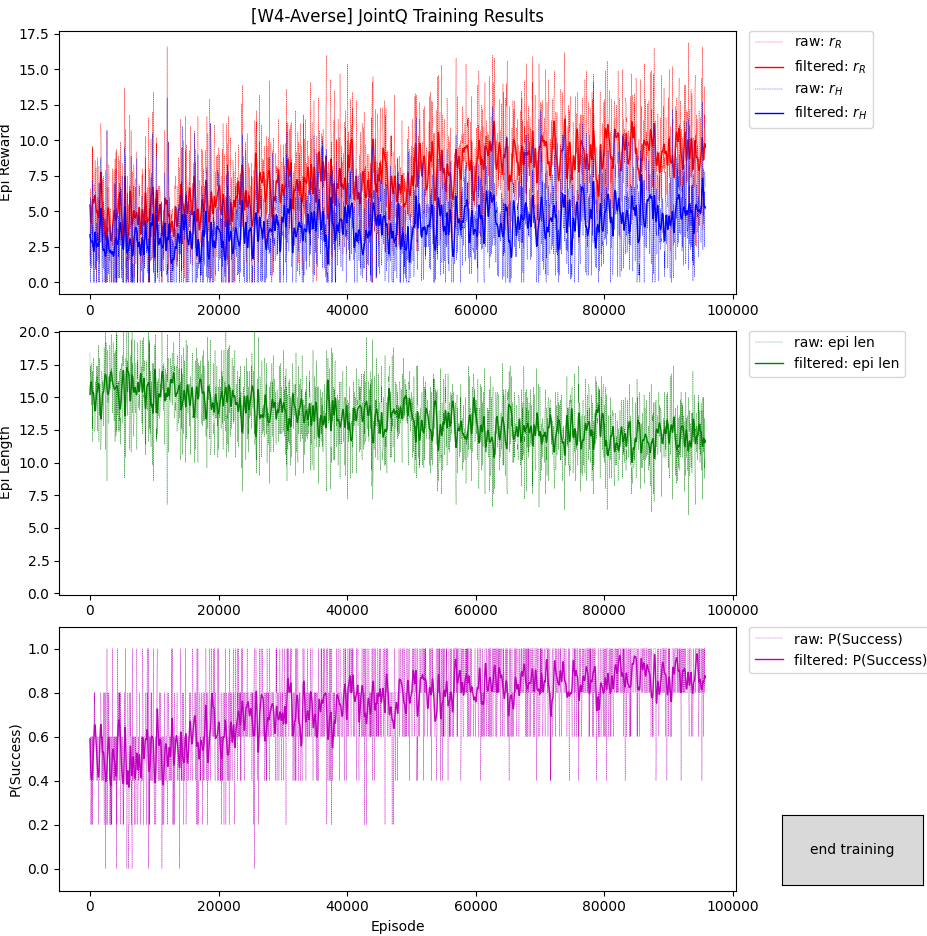 [W4-Averse] JointQ Training Results
17.5
15.0
12.5
10.0
7.5
5.0
2.5
0.0
Epi Reward
0 20000 40000 60000 80000 100000
raw: r_R
filtered: r_R
raw: r_H
filtered: r_H
20.0
17.5
15.0
12.5
10.0
7.5
5.0
2.5
0.0
Epi Length
0 20000 40000 60000 80000 100000
raw: epi len
filtered: epi len
1.0
0.8
0.6
0.4
0.2
0.0
P(Success)
0 20000 40000 60000 80000 100000
Episode
raw: P(Success)
filtered: P(Success)
end training